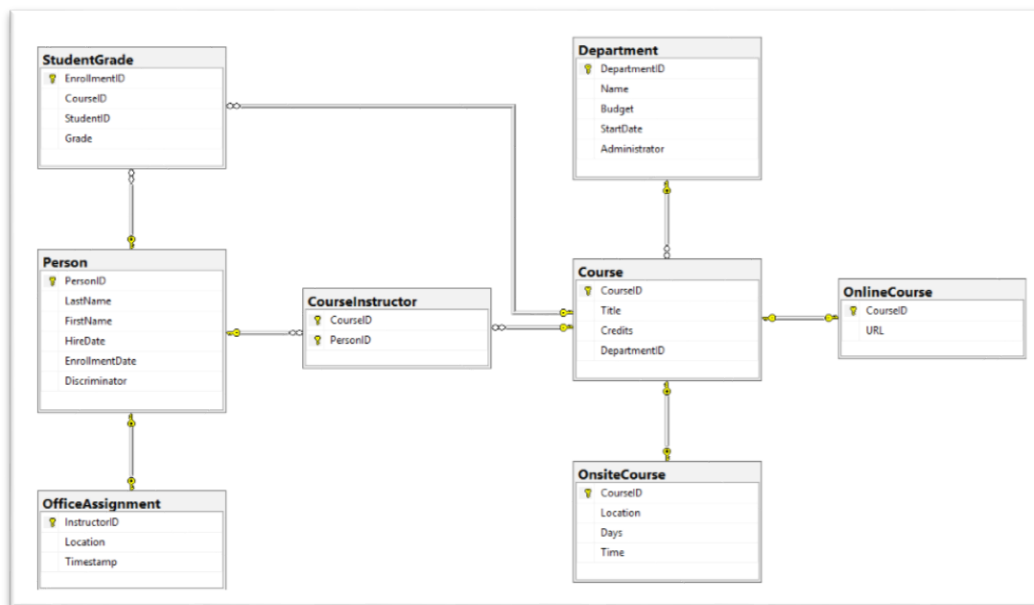 StudentGrade
EnrollmentID
CourseID
StudentID
Grade
Department
DepartmentID
Name
Budget
StartDate
Administrator
Person
PersonID
LastName
FirstName
HireDate
EnrollmentDate
Discriminator
CourseInstructor
CourseID
PersonID
Course
CourseID
Title
Credits
DepartmentID
OnlineCourse
CourseID
URL
OfficeAssignment
InstructorID
Location
Timestamp
OnsiteCourse
CourseID
Location
Days
Time